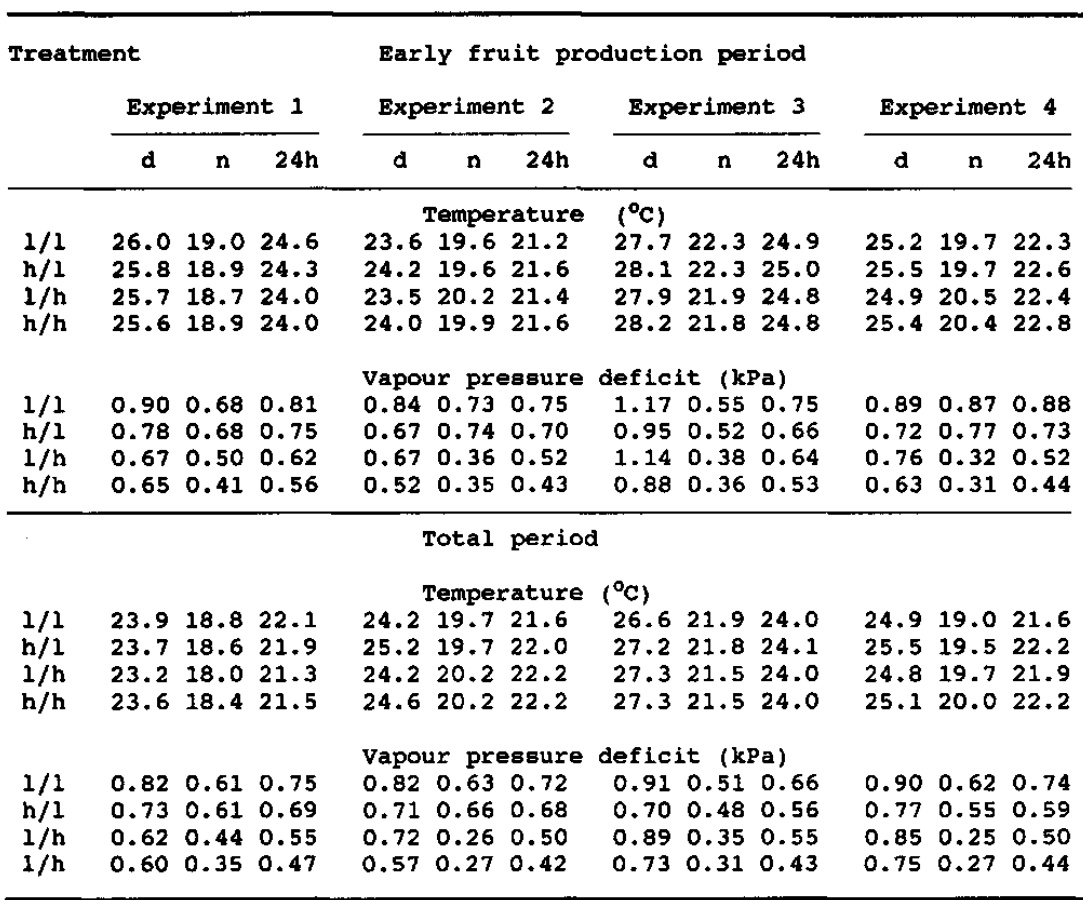 Treatment Early fruit production period
Experiment 1 Experiment 2 Experiment 3 Experiment 4
d n 24h d n 24h d n 24h d n 24h
Temperature (°C)
l/l 26.0 19.0 24.6 23.6 19.6 21.2 27.7 22.3 24.9 25.2 19.7 22.3
h/l 25.8 18.9 24.3 24.2 19.6 21.6 28.1 22.3 25.0 25.5 19.7 22.6
l/h 25.7 18.7 24.0 23.5 20.2 21.4 27.9 21.9 24.8 24.9 20.5 22.4
h/h 25.6 18.9 24.0 24.0 19.9 21.6 28.2 21.8 24.8 25.4 20.4 22.8
Vapour pressure deficit (kPa)
l/l 0.90 0.68 0.81 0.84 0.73 0.75 1.17 0.55 0.75 0.89 0.87 0.88
h/l 0.78 0.68 0.75 0.67 0.74 0.70 0.95 0.52 0.66 0.72 0.77 0.73
l/h 0.67 0.50 0.62 0.67 0.36 0.52 1.14 0.38 0.64 0.76 0.32 0.52
h/h 0.65 0.41 0.56 0.52 0.35 0.43 0.88 0.36 0.53 0.63 0.31 0.44
Total period
Temperature (°C)
l/l 23.9 18.8 22.1 24.2 19.7 21.6 26.6 21.9 24.0 24.9 19.0 21.6
h/l 23.7 18.6 21.9 25.2 19.7 22.0 27.2 21.8 24.1 25.5 19.5 22.2
l/h 23.2 18.0 21.3 24.2 20.2 22.2 27.3 21.5 24.0 24.8 19.7 21.9
h/h 23.6 18.4 21.5 24.6 20.2 22.2 27.3 21.5 24.0 25.1 20.0 22.2
Vapour pressure deficit (kPa)
l/l 0.82 0.61 0.75 0.82 0.63 0.72 0.91 0.51 0.66 0.90 0.62 0.74
h/l 0.73 0.61 0.69 0.71 0.66 0.68 0.70 0.48 0.56 0.77 0.55 0.59
l/h 0.62 0.44 0.55 0.72 0.26 0.50 0.89 0.35 0.55 0.85 0.25 0.50
l/h 0.60 0.35 0.47 0.57 0.27 0.42 0.73 0.31 0.43 0.75 0.27 0.44